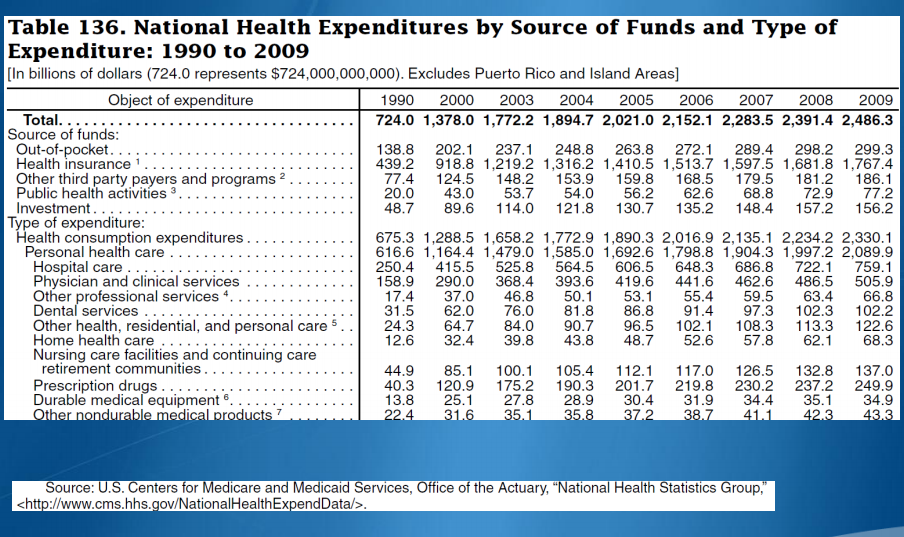 Table 136. National Health Expenditures by Source of Funds and Type of
Expenditure: 1990 to 2009
[In billions of dollars (724.0 represents $724,000,000,000). Excludes Puerto Rico and Island Areas]
Object of expenditure 1990 2000 2003 2004 2005 2006 2007 2008 2009
Total. . . . . . . . . . . . . . . . . . . . . . . . . . . . . . . . . . . 724.0 1,378.0 1,772.2 1,894.7 2,021.0 2,152.1 2,283.5 2,391.4 2,486.3
Source of funds:
Out-of-pocket. . . . . . . . . . . . . . . . . . . . . . . . . . . . . . 138.8 202.1 237.1 248.8 263.8 272.1 289.4 298.2 299.3
Health insurance ¹ . . . . . . . . . . . . . . . . . . . . . . . . . . . 439.2 918.8 1,219.2 1,316.2 1,410.5 1,513.7 1,597.5 1,681.8 1,767.4
Other third party payers and programs ² . . . . . . . . 77.4 124.5 148.2 153.9 159.8 168.5 179.5 181.2 186.1
Public health activities ³. . . . . . . . . . . . . . . . . . . . . . 20.0 43.0 53.7 54.0 56.2 62.6 68.8 72.9 77.2
Investment. . . . . . . . . . . . . . . . . . . . . . . . . . . . . . . . 48.7 89.6 114.0 121.8 130.7 135.2 148.4 157.2 156.2
Type of expenditure:
Health consumption expenditures . . . . . . . . . . . . . 675.3 1,288.5 1,658.2 1,772.9 1,890.3 2,016.9 2,135.1 2,234.2 2,330.1
Personal health care . . . . . . . . . . . . . . . . . . . . . . . 616.6 1,164.4 1,479.0 1,585.0 1,692.6 1,798.8 1,904.3 1,997.2 2,089.9
Hospital care . . . . . . . . . . . . . . . . . . . . . . . . . . . . 250.4 415.5 525.8 564.5 606.5 648.3 686.8 722.1 759.1
Physician and clinical services . . . . . . . . . . . . . 158.9 290.0 368.4 393.6 419.6 441.6 462.6 486.5 505.9
Other professional services ⁴. . . . . . . . . . . . . . . 17.4 37.0 46.8 50.1 53.1 55.4 59.5 63.4 66.8
Dental services . . . . . . . . . . . . . . . . . . . . . . . . . 31.5 62.0 76.0 81.8 86.8 91.4 97.3 102.3 102.2
Other health, residential, and personal care ⁵ . . 24.3 64.7 84.0 90.7 96.5 102.1 108.3 113.3 122.6
Home health care . . . . . . . . . . . . . . . . . . . . . . . 12.6 32.4 39.8 43.8 48.7 52.6 57.8 62.1 68.3
Nursing care facilities and continuing care
retirement communities . . . . . . . . . . . . . . . . . . 44.9 85.1 100.1 105.4 112.1 117.0 126.5 132.8 137.0
Prescription drugs . . . . . . . . . . . . . . . . . . . . . . . 40.3 120.9 175.2 190.3 201.7 219.8 230.2 237.2 249.9
Durable medical equipment ⁶. . . . . . . . . . . . . . . 13.8 25.1 27.8 28.9 30.4 31.9 34.4 35.1 34.9
Other nondurable medical products ⁷ . . . . . . . . 22.4 31.6 35.1 35.8 37.2 38.7 41.1 42.3 43.3
Source: U.S. Centers for Medicare and Medicaid Services, Office of the Actuary, “National Health Statistics Group,”
<http://www.cms.hhs.gov/NationalHealthExpendData/>.